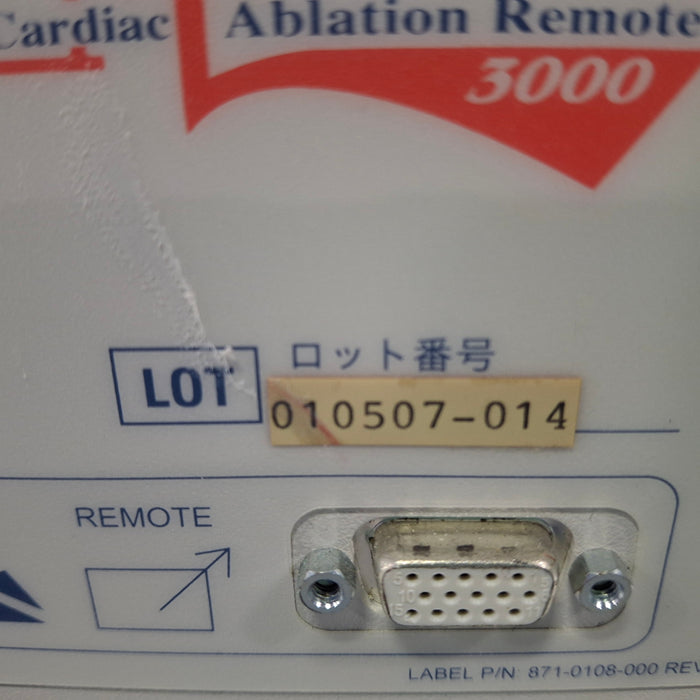 Cardiac Ablation Remote
3000
ロット番号
LOT 010507-014
REMOTE
LABEL P/N: 871-0108-000 REV